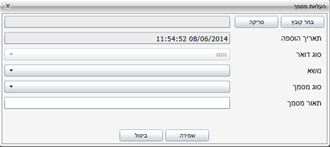 העלאת מסמך
בחר קובץ סריקה
תאריך הוספה 11:54:52 08/06/2014
סוג דואר נכנס
נושא
סוג מסמך
תאור מסמך
שמירה ביטול